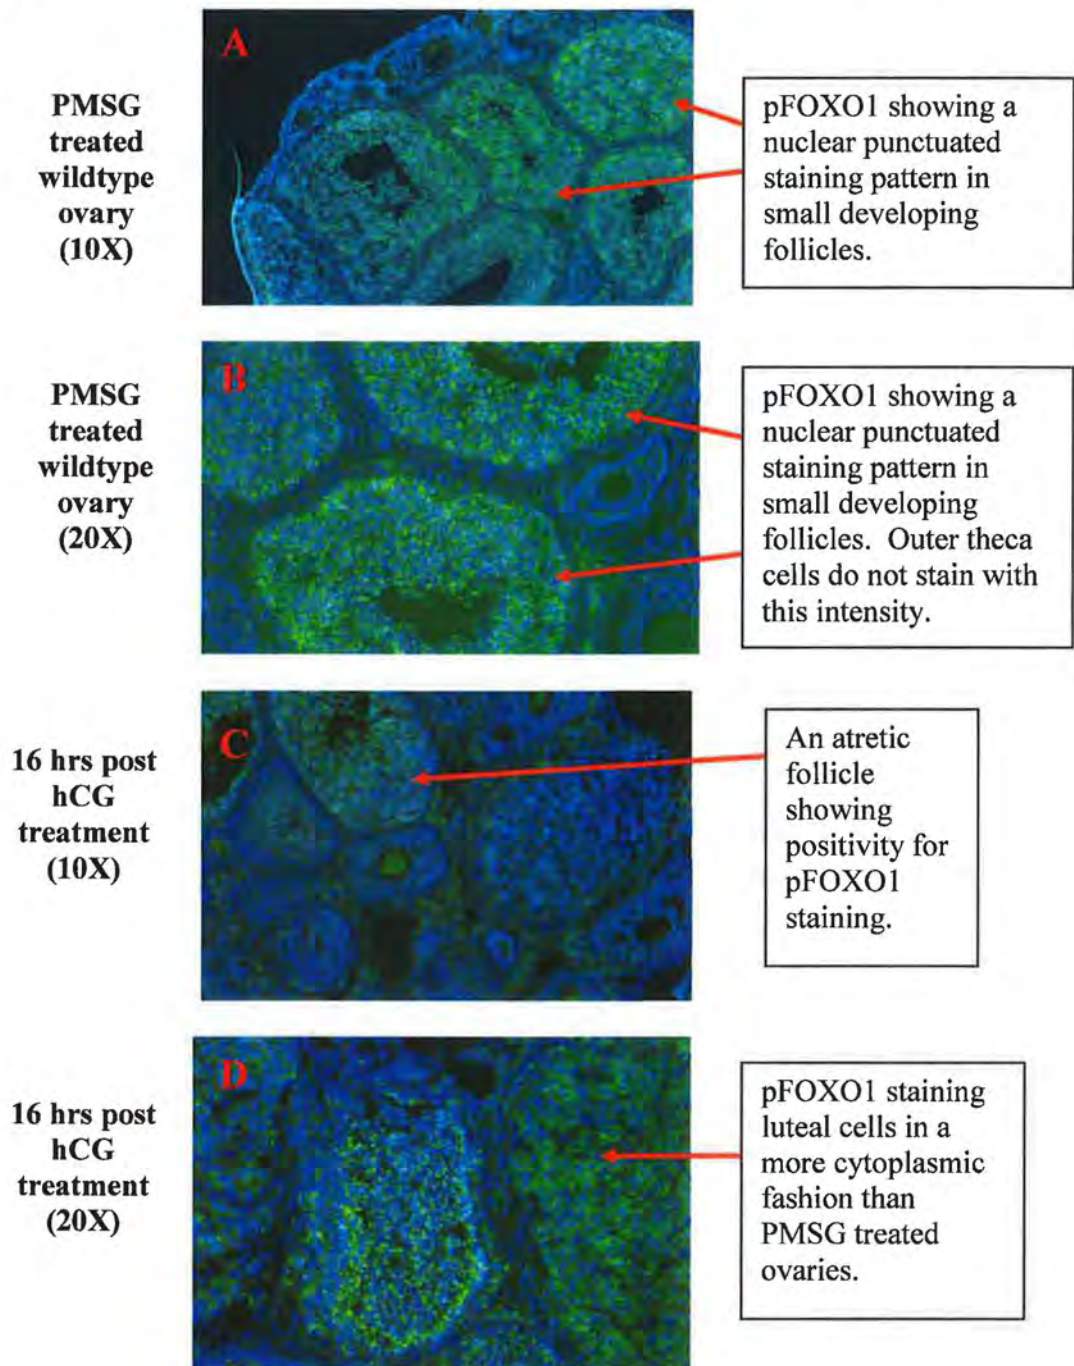 A
PMSG
treated
wildtype
ovary
(10X)
pFOXO1 showing a
nuclear punctuated
staining pattern in
small developing
follicles.
B
PMSG
treated
wildtype
ovary
(20X)
pFOXO1 showing a
nuclear punctuated
staining pattern in
small developing
follicles. Outer theca
cells do not stain with
this intensity.
C
16 hrs post
hCG
treatment
(10X)
An atretic
follicle
showing
positivity for
pFOXO1
staining.
D
16 hrs post
hCG
treatment
(20X)
pFOXO1 staining
luteal cells in a
more cytoplasmic
fashion than
PMSG treated
ovaries.